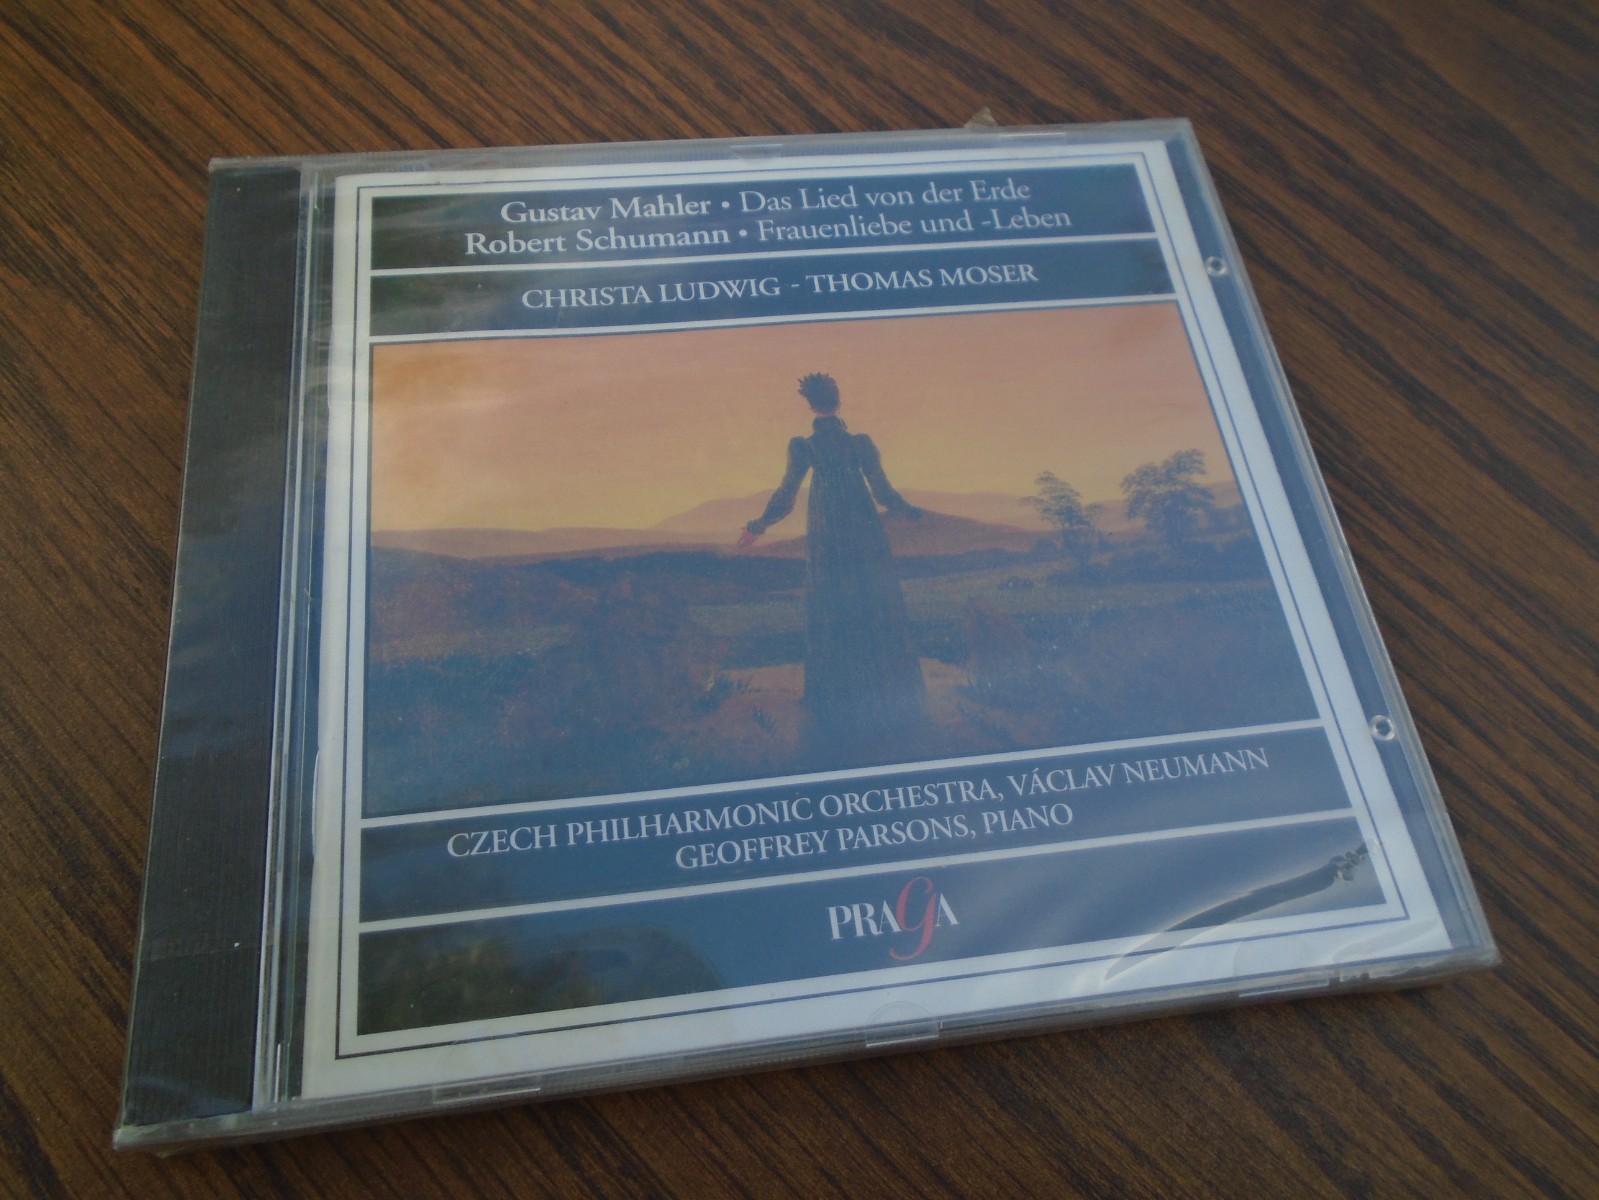 Gustav Mahler • Das Lied von der Erde
Robert Schumann • Frauenliebe und -Leben
CHRISTA LUDWIG - THOMAS MOSER
CZECH PHILHARMONIC ORCHESTRA, VÁCLAV NEUMANN
GEOFFREY PARSONS, PIANO
PRAGA